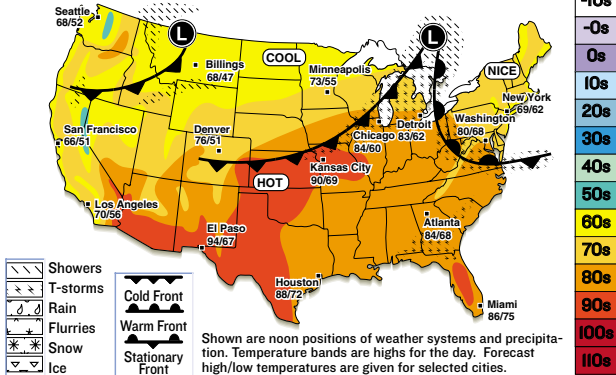 Seattle
68/52
L
L
-10s
-0s
0s
10s
20s
30s
40s
50s
60s
70s
80s
90s
100s
110s
Billings
68/47
COOL
Minneapolis
73/55
NICE
New York
69/62
San Francisco
66/51
Denver
76/51
Chicago
84/60
Detroit
83/62
Washington
80/68
HOT
Kansas City
90/69
Los Angeles
70/56
El Paso
94/67
Atlanta
84/68
Houston
88/72
Miami
86/75
Showers
T-storms
Rain
Flurries
Snow
Ice
Cold Front
Warm Front
Stationary
Front
Shown are noon positions of weather systems and precipita-
tion. Temperature bands are highs for the day. Forecast
high/low temperatures are given for selected cities.